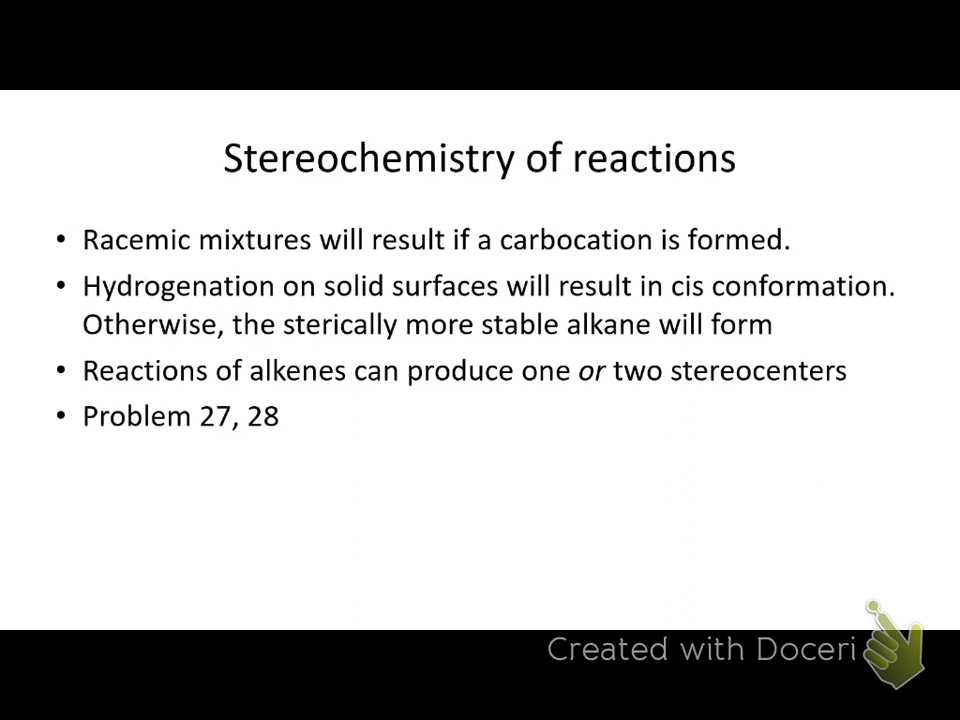 Stereochemistry of reactions
• Racemic mixtures will result if a carbocation is formed.
• Hydrogenation on solid surfaces will result in cis conformation.
Otherwise, the sterically more stable alkane will form
• Reactions of alkenes can produce one or two stereocenters
• Problem 27, 28
Created with Doceri